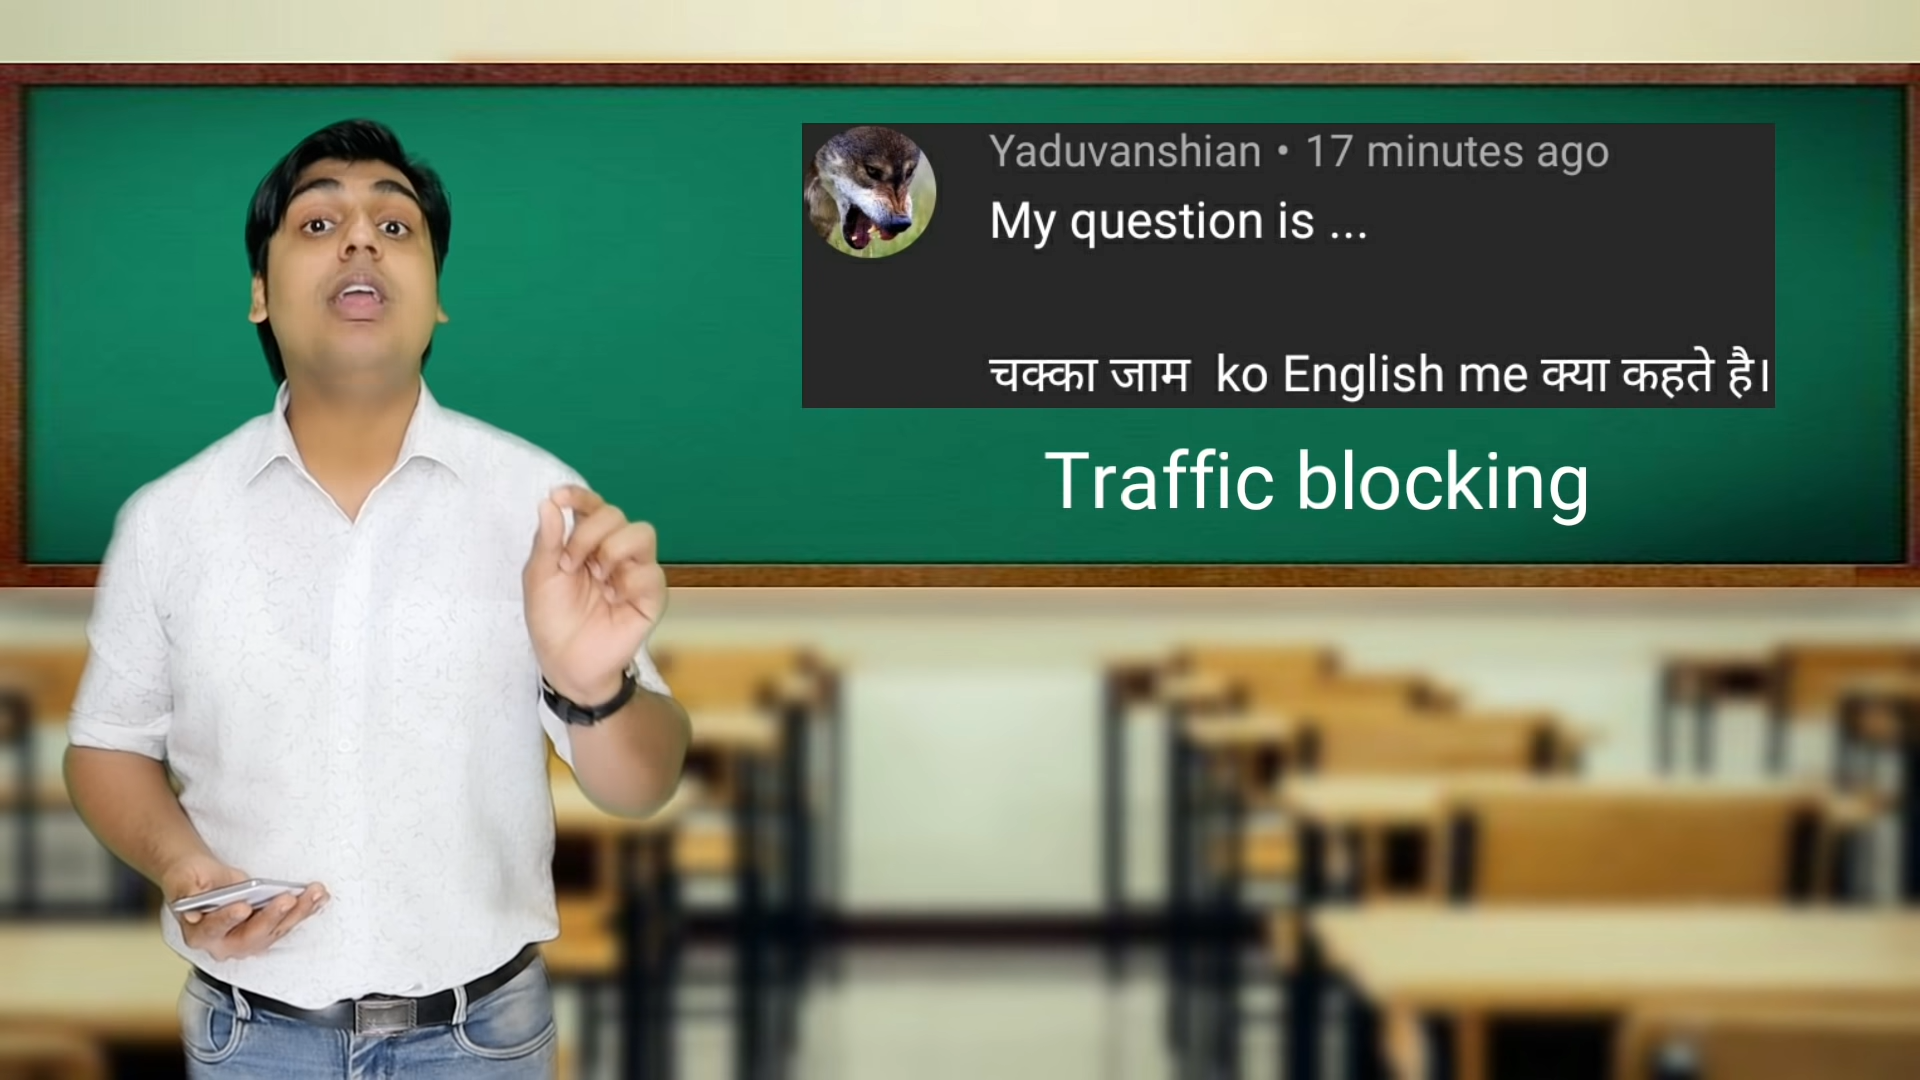 Yaduvanshian • 17 minutes ago
My question is ...
चक्का जाम ko English me क्या कहते है।
Traffic blocking